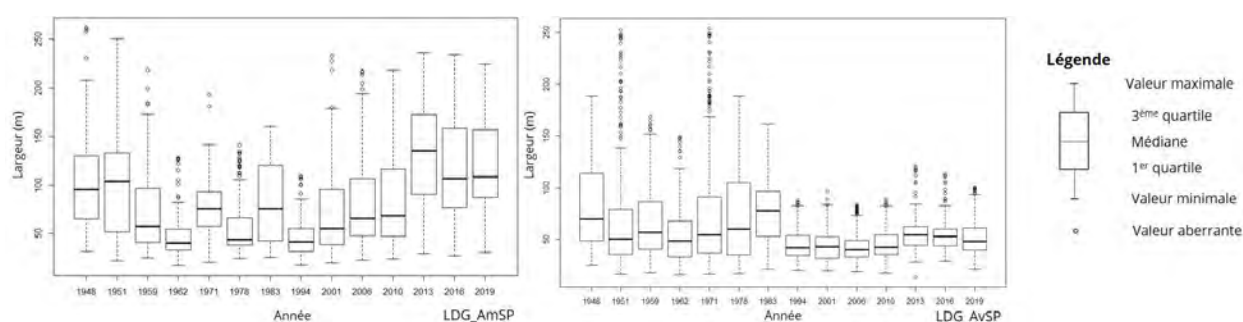 Largeur (m)
250
200
150
100
50
1948 1951 1959 1962 1971 1978 1983 1994 2001 2006 2010 2013 2016 2019
Année
LDG_AmSP
Largeur (m)
250
200
150
100
50
1948 1951 1959 1962 1971 1978 1983 1994 2001 2006 2010 2013 2016 2019
Année
LDG_AvSP
Légende
Valeur maximale
3ème quartile
Médiane
1er quartile
Valeur minimale
Valeur aberrante